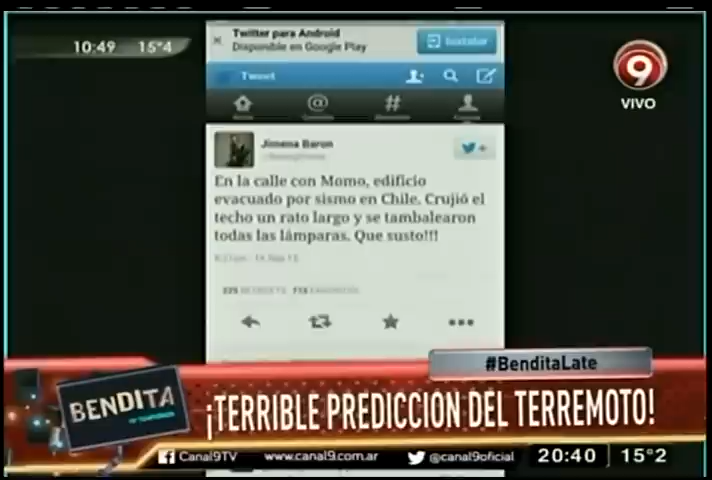 10:49 15°4
Twitter para Android
Disponible en Google Play
Instalar
9
VIVO
Tweet
Jimena Baron
En la calle con Momo, edificio
evacuado por sismo en Chile. Crujió el
techo un rato largo y se tambalearon
todas las lámparas. Que susto!!!
#BenditaLate
BENDITA
¡TERRIBLE PREDICCIÓN DEL TERREMOTO!
Canal9TV www.canal9.com.ar @canal9oficial 20:40 15°2